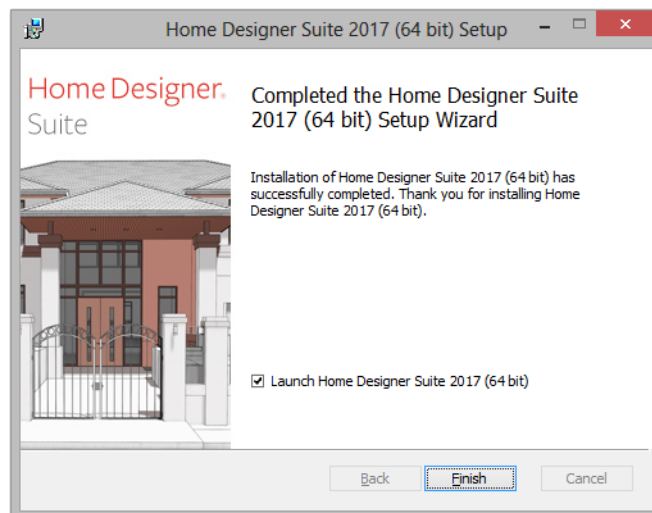 Home Designer Suite 2017 (64 bit) Setup
Home Designer.
Suite
Completed the Home Designer Suite
2017 (64 bit) Setup Wizard
Installation of Home Designer Suite 2017 (64 bit) has
successfully completed. Thank you for installing Home
Designer Suite 2017 (64 bit).
Launch Home Designer Suite 2017 (64 bit)
Back Finish Cancel